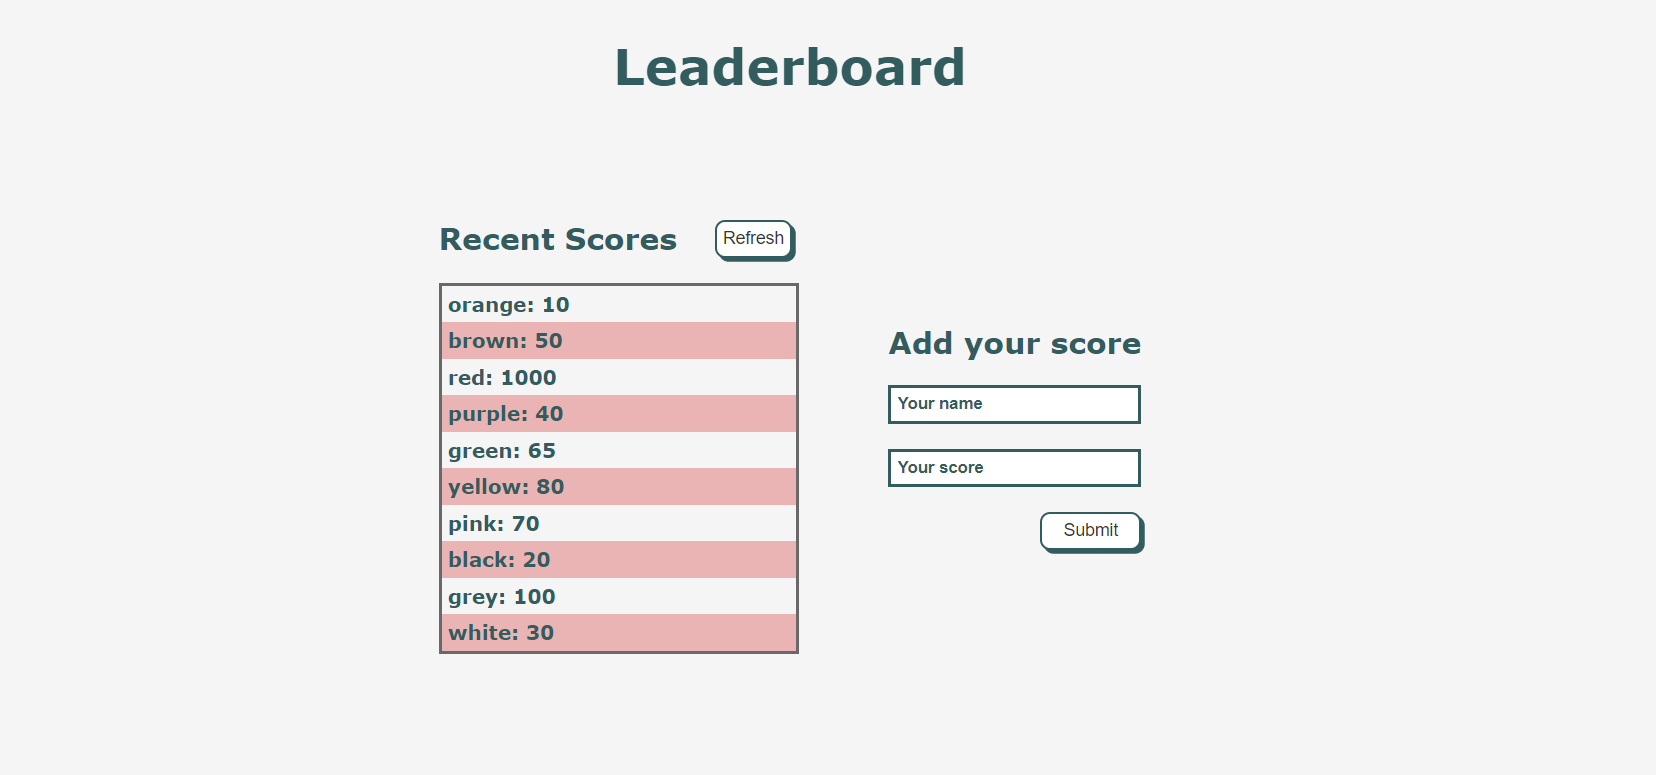 Leaderboard
Recent Scores
Refresh
orange: 10
brown: 50
red: 1000
purple: 40
green: 65
yellow: 80
pink: 70
black: 20
grey: 100
white: 30
Add your score
Your name
Your score
Submit